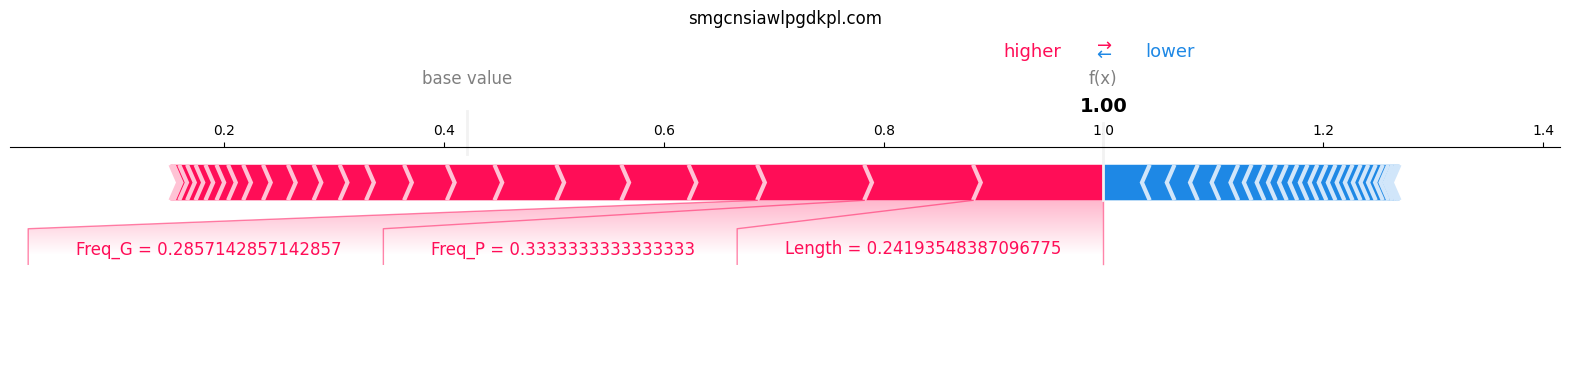 smgcnsiawlpgdkpl.com
higher → ← lower
base value f(x)
1.00
0.2 0.4 0.6 0.8 1.0 1.2 1.4
Freq_G = 0.2857142857142857 Freq_P = 0.3333333333333333 Length = 0.24193548387096775